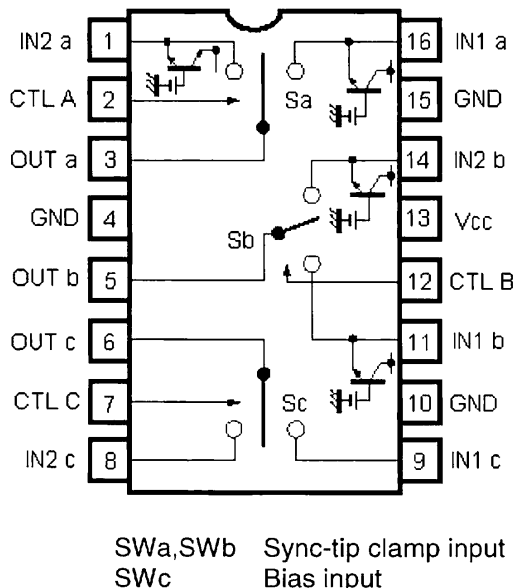 IN2 a 1 16 IN1 a
CTL A 2 Sa 15 GND
OUT a 3 14 IN2 b
GND 4 Sb 13 Vcc
OUT b 5 12 CTL B
OUT c 6 11 IN1 b
CTL C 7 Sc 10 GND
IN2 c 8 9 IN1 c
SWa,SWb Sync-tip clamp input
SWc Bias input